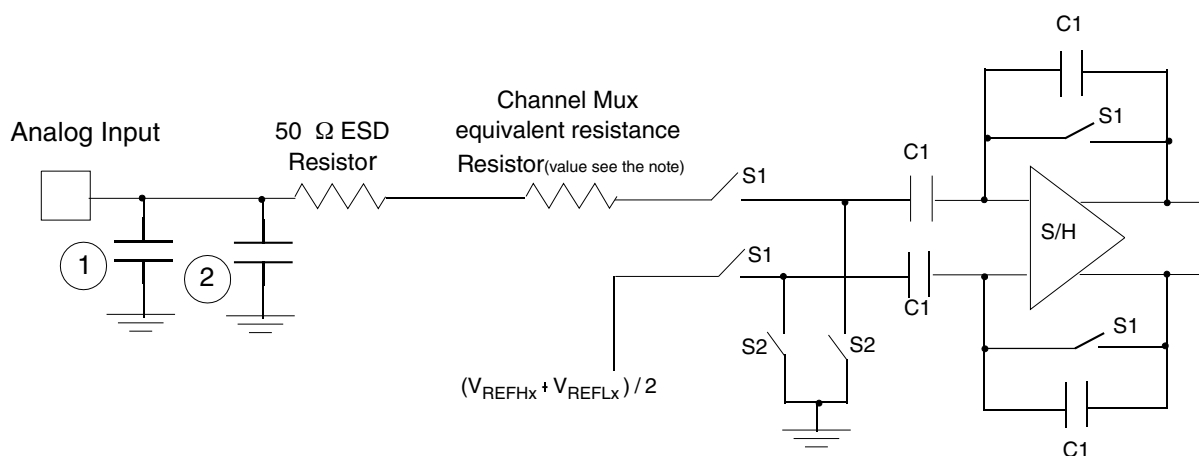 C1
Channel Mux
equivalent resistance
Resistor(value see the note)
Analog Input
50 Ω ESD
Resistor
S1
C1
S1
S/H
1
2
S1
C1
S2
S2
S1
(VREFHx + VREFLx) / 2
C1